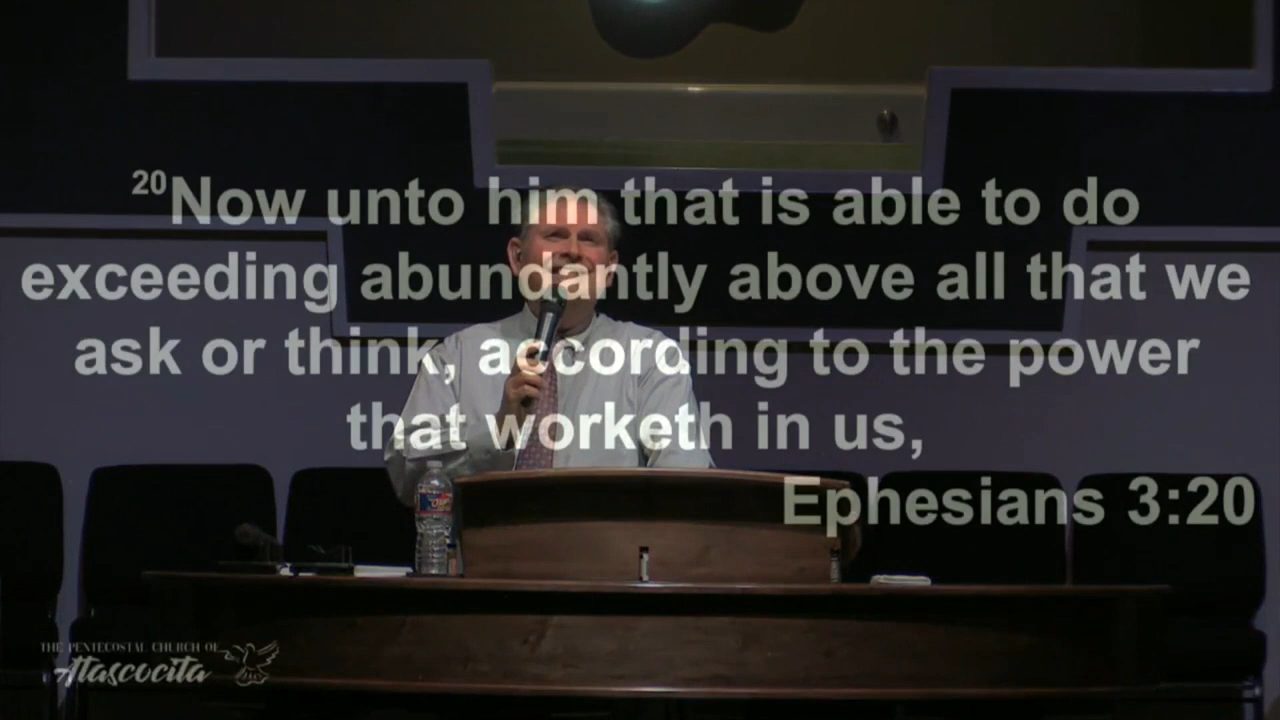 20Now unto him that is able to do
exceeding abundantly above all that we
ask or think, according to the power
that worketh in us,
Ephesians 3:20
THE PENTECOSTAL CHURCH OF
Atascocita